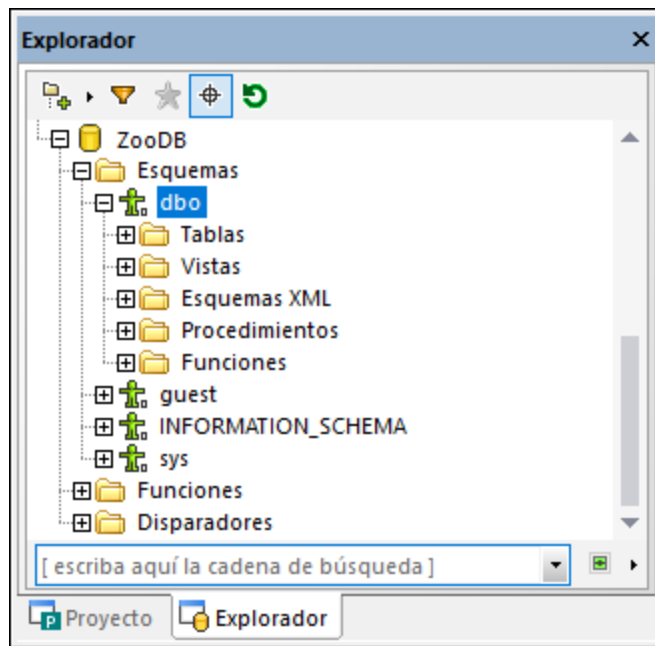 Explorador
ZooDB
Esquemas
dbo
Tablas
Vistas
Esquemas XML
Procedimientos
Funciones
guest
INFORMATION_SCHEMA
sys
Funciones
Disparadores
[ escriba aquí la cadena de búsqueda ]
Proyecto Explorador